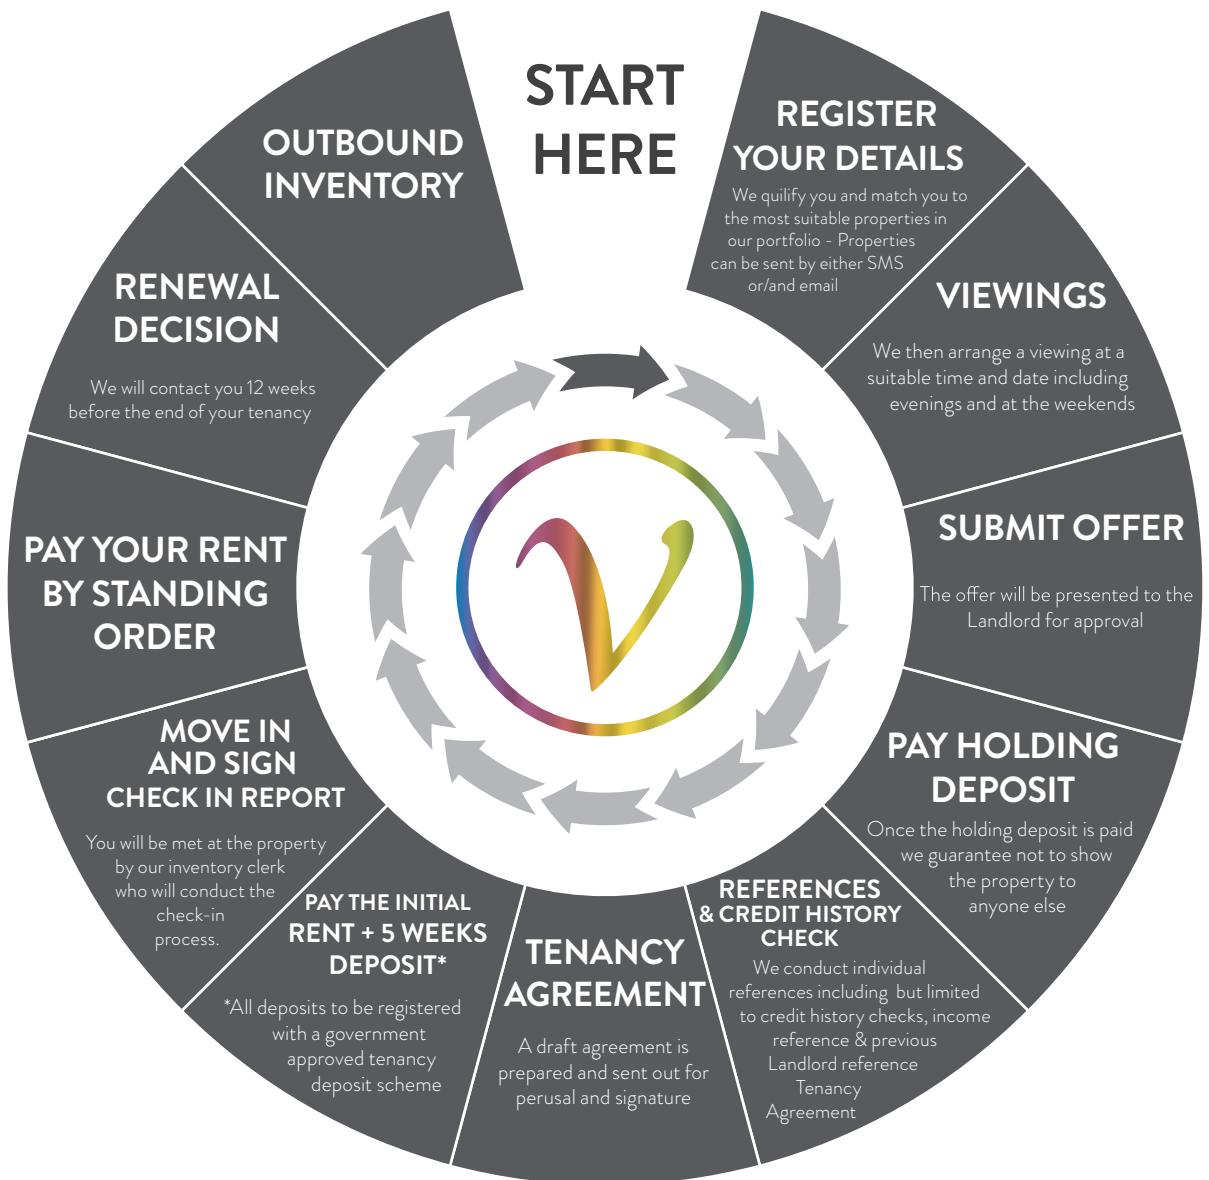 START
HERE
REGISTER
YOUR DETAILS
We quilify you and match you to
the most suitable properties in
our portfolio - Properties
can be sent by either SMS
or/and email
VIEWINGS
We then arrange a viewing at a
suitable time and date including
evenings and at the weekends
SUBMIT OFFER
The offer will be presented to the
Landlord for approval
PAY HOLDING
DEPOSIT
Once the holding deposit is paid
we guarantee not to show
the property to
anyone else
REFERENCES
& CREDIT HISTORY
CHECK
We conduct individual
references including but limited
to credit history checks, income
reference & previous
Landlord reference
Tenancy
Agreement
TENANCY
AGREEMENT
A draft agreement is
prepared and sent out for
perusal and signature
PAY THE INITIAL
RENT + 5 WEEKS
DEPOSIT*
*All deposits to be registered
with a government
approved tenancy
deposit scheme
MOVE IN
AND SIGN
CHECK IN REPORT
You will be met at the property
by our inventory clerk
who will conduct the
check-in
process.
PAY YOUR RENT
BY STANDING
ORDER
RENEWAL
DECISION
We will contact you 12 weeks
before the end of your tenancy
OUTBOUND
INVENTORY
V